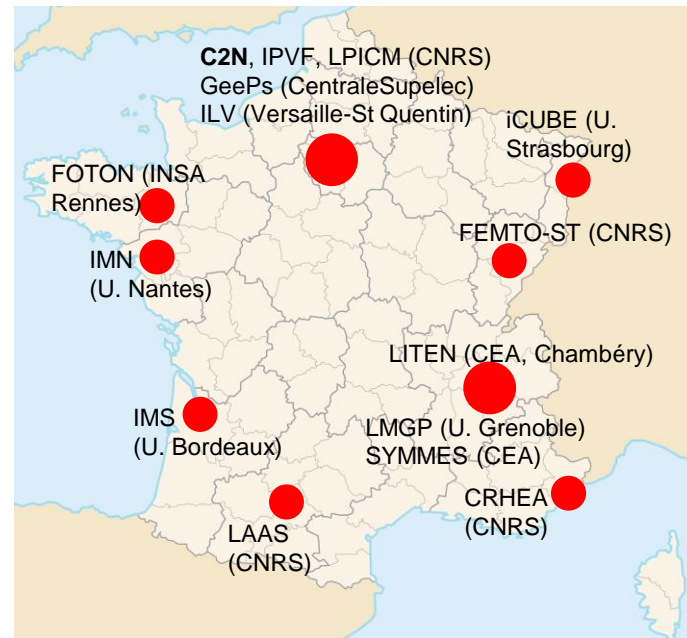 C2N, IPVF, LPICM (CNRS)
GeePs (CentraleSupelec)
ILV (Versaille-St Quentin)
iCUBE (U.
Strasbourg)
FOTON (INSA
Rennes)
FEMTO-ST (CNRS)
IMN
(U. Nantes)
LITEN (CEA, Chambéry)
IMS
(U. Bordeaux)
LMGP (U. Grenoble)
SYMMES (CEA)
CRHEA
(CNRS)
LAAS
(CNRS)